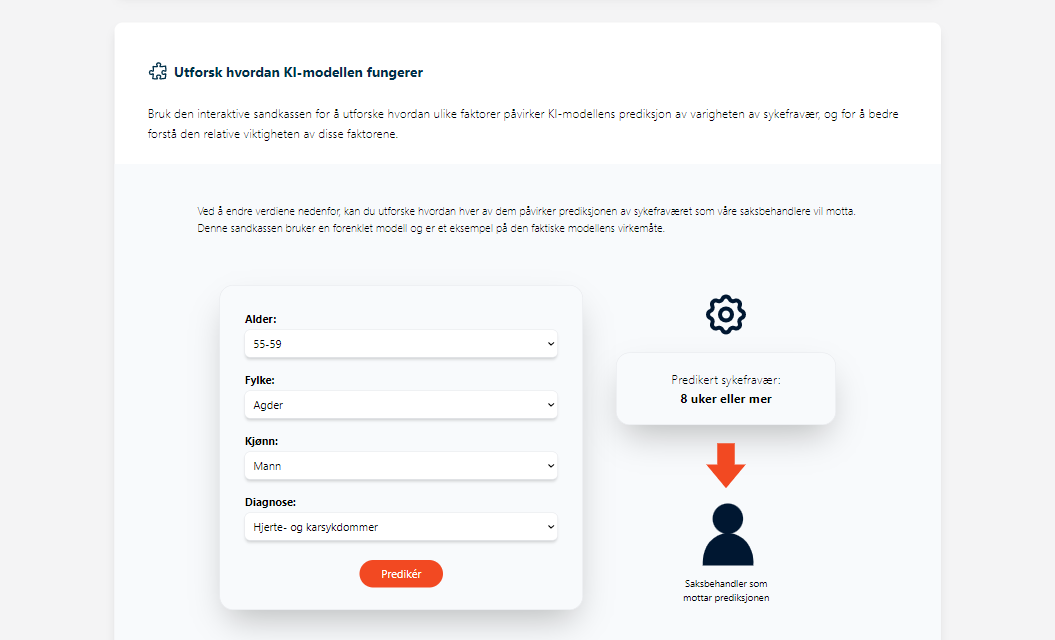 Utforsk hvordan KI-modellen fungerer
Bruk den interaktive sandkassen for å utforske hvordan ulike faktorer påvirker KI-modellens prediksjon av varigheten av sykefravær, og for å bedre
forstå den relative viktigheten av disse faktorene.
Ved å endre verdiene nedenfor, kan du utforske hvordan hver av dem påvirker prediksjonen av sykefraværet som våre saksbehandlere vil motta.
Denne sandkassen bruker en forenklet modell og er et eksempel på den faktiske modellens virkemåte.
Alder:
55-59
Fylke:
Agder
Kjønn:
Mann
Diagnose:
Hjerte- og karsykdommer
Predikér
Predikert sykefravær:
8 uker eller mer
Saksbehandler som
mottar prediksjonen